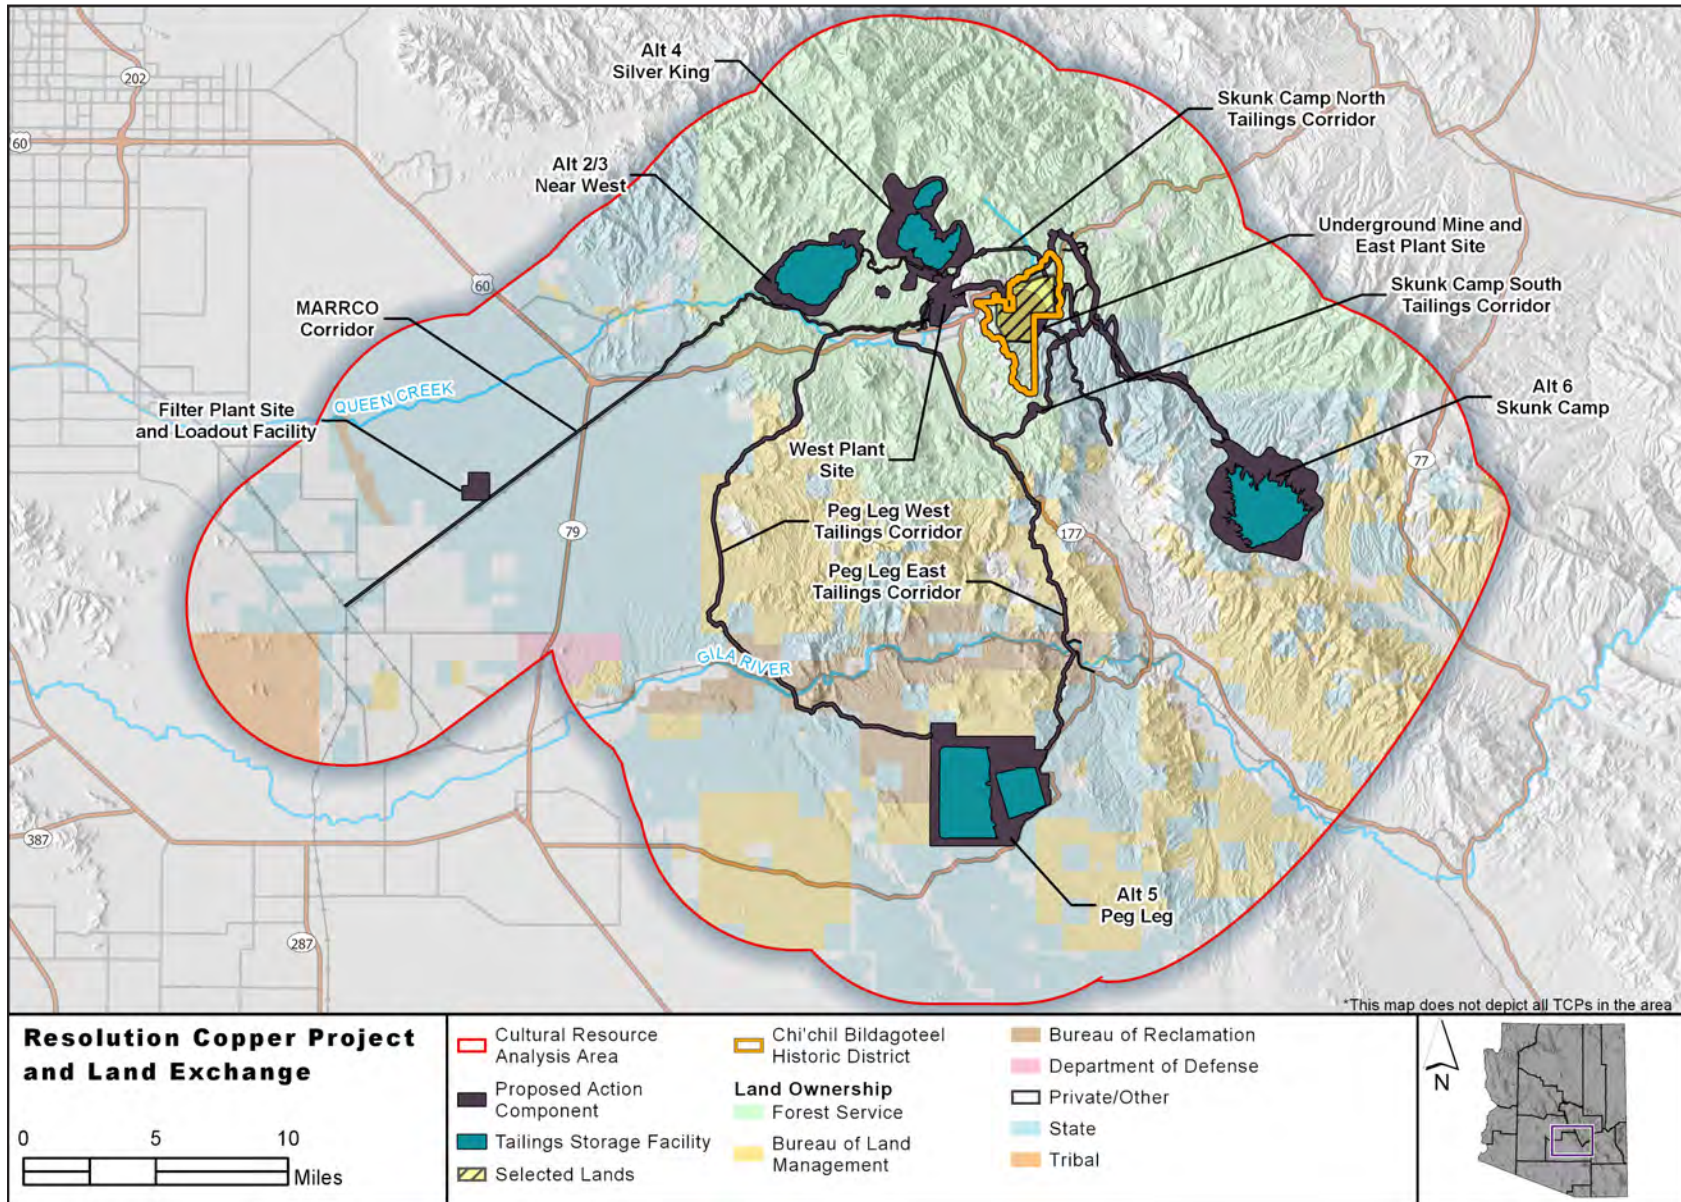 Alt 4
Silver King
202
Skunk Camp North
Tailings Corridor
60
Alt 2/3
Near West
Underground Mine and
East Plant Site
60
MARRCO
Corridor
Skunk Camp South
Tailings Corridor
QUEEN CREEK
Alt 6
Skunk Camp
Filter Plant Site
and Loadout Facility
West Plant
Site
77
Peg Leg West
Tailings Corridor
79
177
Peg Leg East
Tailings Corridor
GILA RIVER
387
Alt 5
Peg Leg
287
*This map does not depict all TCPs in the area
Resolution Copper Project
and Land Exchange
0 5 10
Miles
Cultural Resource
Analysis Area
Proposed Action
Component
Tailings Storage Facility
Selected Lands
Chi'chil Bildagoteel
Historic District
Land Ownership
Forest Service
Bureau of Land
Management
Bureau of Reclamation
Department of Defense
Private/Other
State
Tribal
N